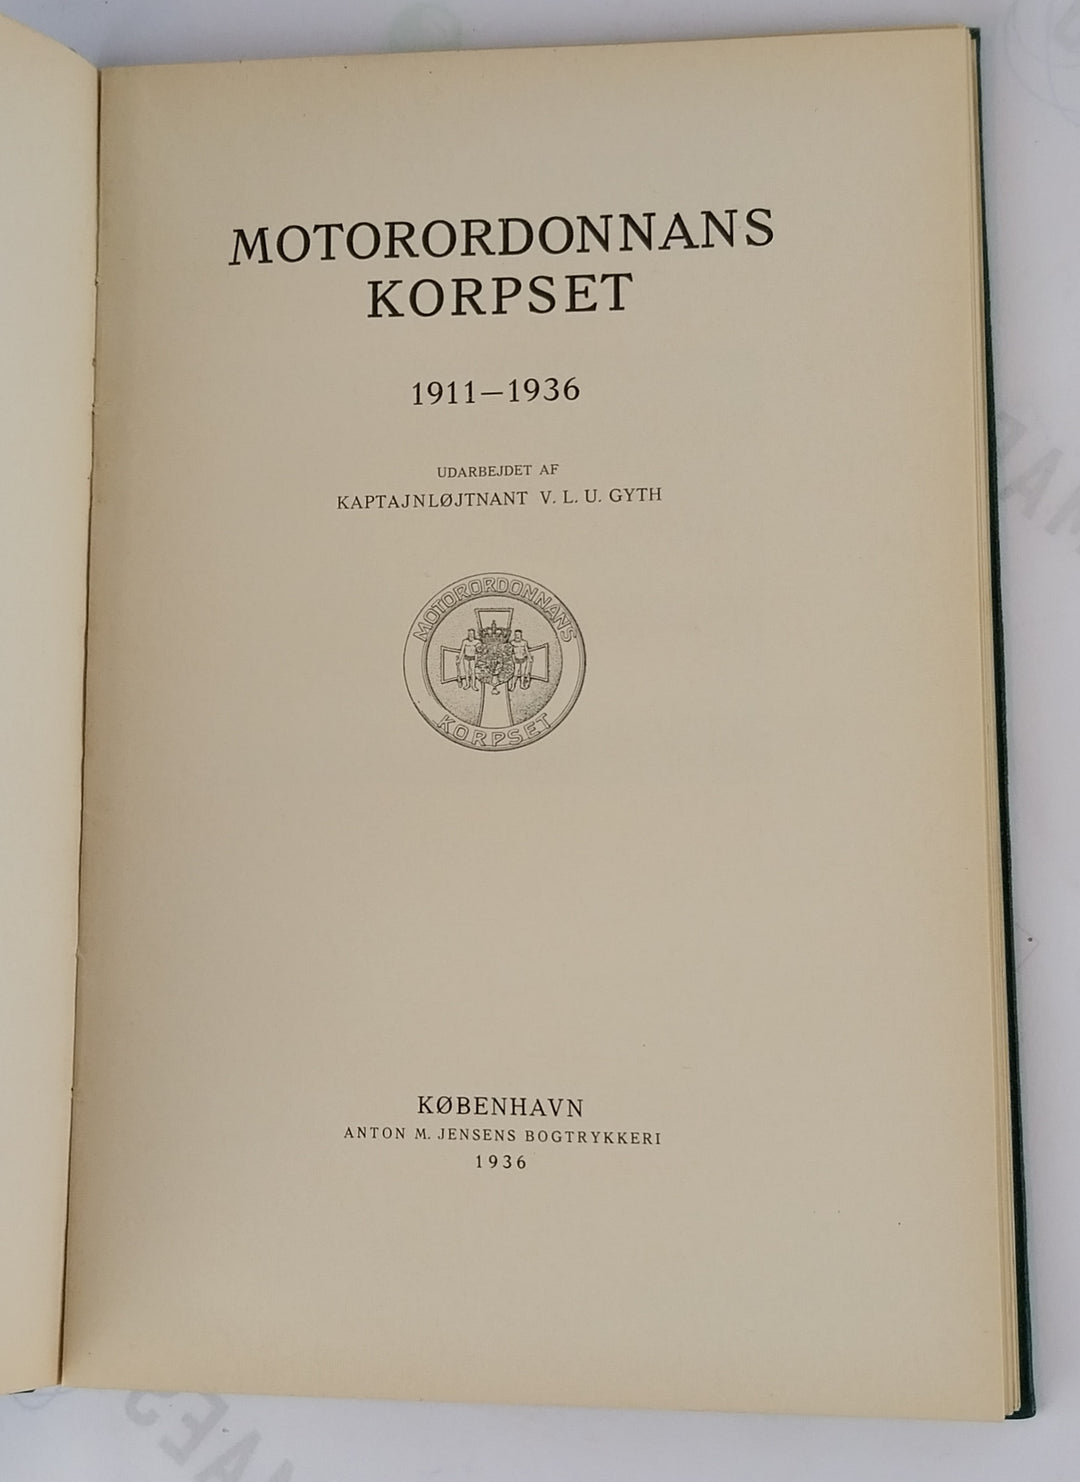 MOTORORDONNANS
KORPSET
1911—1936
UDARBEJDET AF
KAPTAJNLØJTNANT V. L. U. GYTH
MOTORORDONNANS
KORPSET
KØBENHAVN
ANTON M. JENSENS BOGTRYKKERI
1936